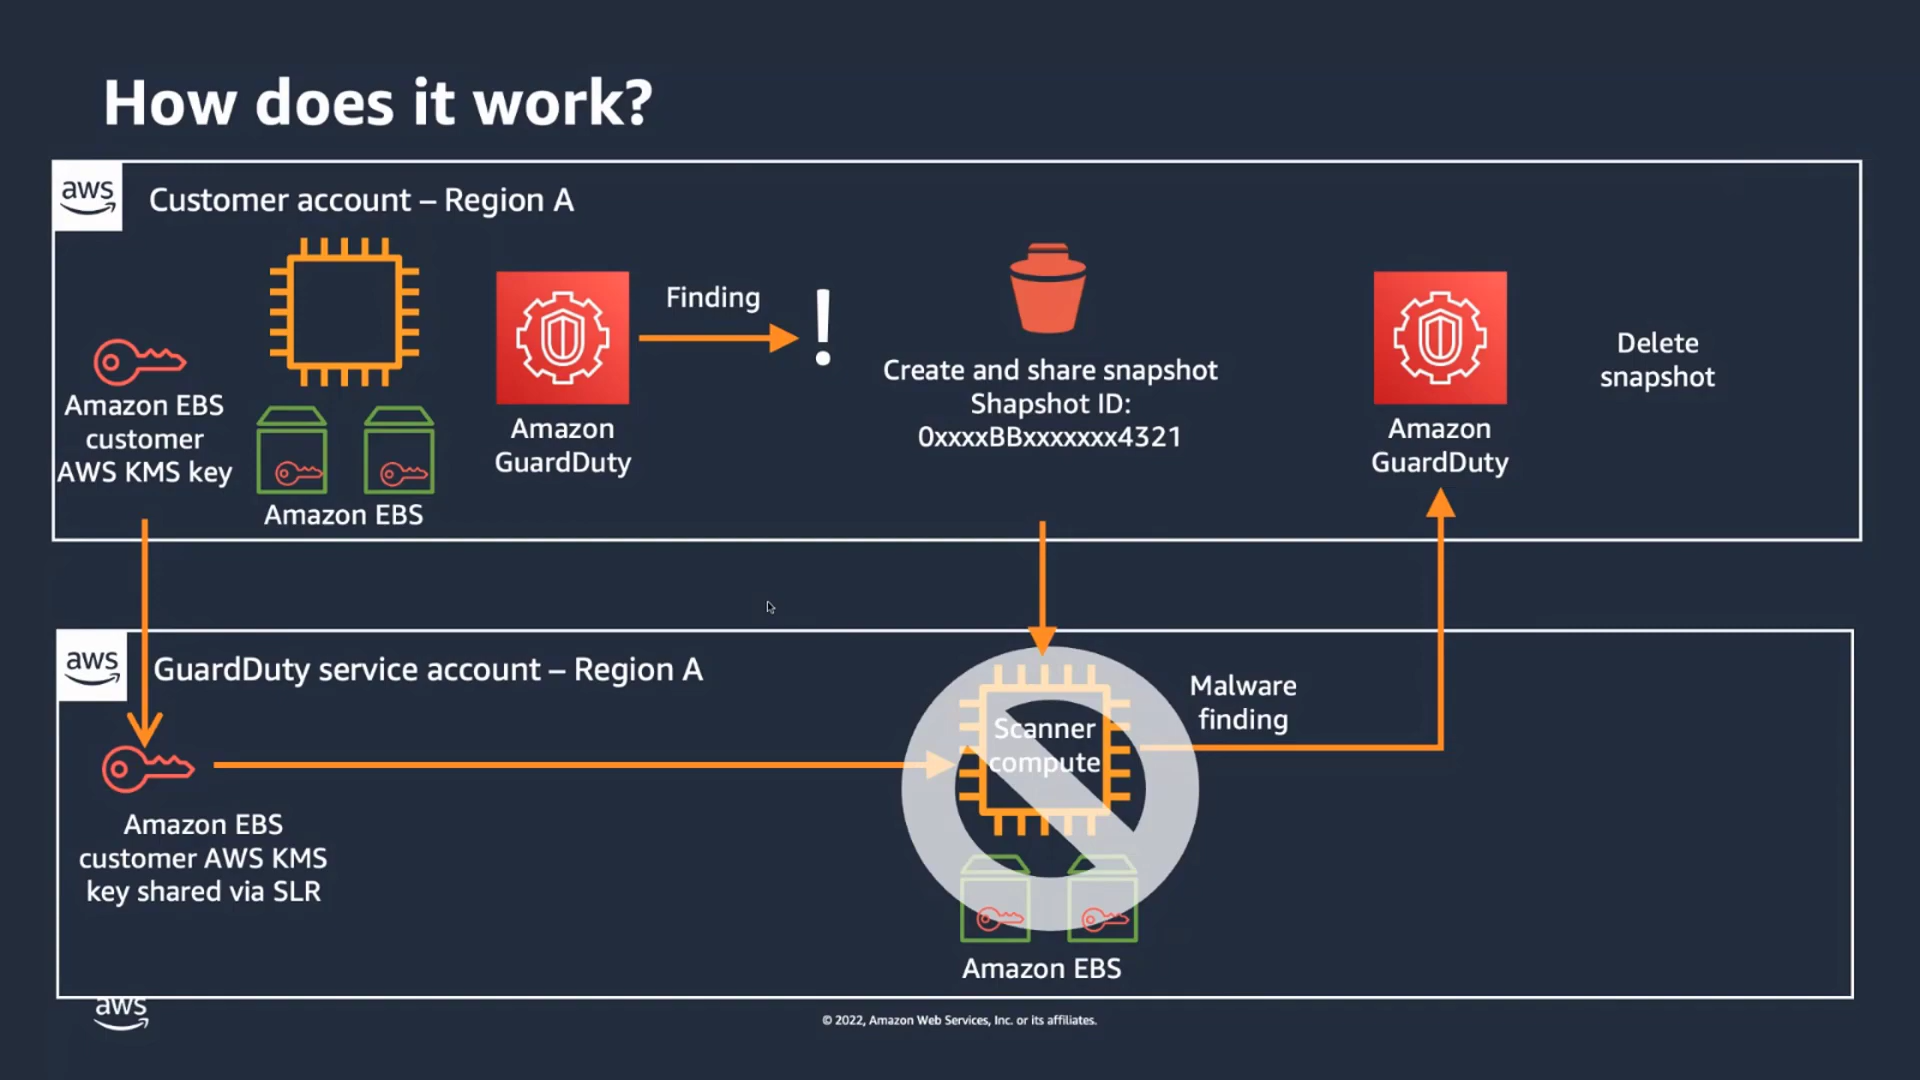 How does it work?
aws
Customer account – Region A
Amazon EBS
customer
AWS KMS key
Amazon EBS
Amazon
GuardDuty
Finding
!
Create and share snapshot
Shapshot ID:
0xxxxBBxxxxxxx4321
Amazon
GuardDuty
Delete
snapshot
aws
GuardDuty service account – Region A
Amazon EBS
customer AWS KMS
key shared via SLR
Scanner
compute
Amazon EBS
Malware
finding
aws
© 2022, Amazon Web Services, Inc. or its affiliates.